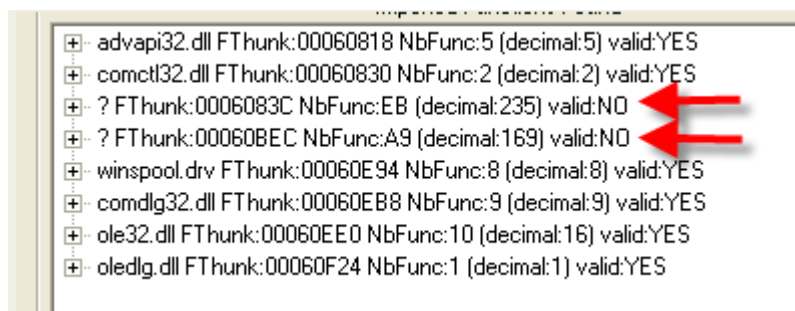 Imported Functions Found
advapi32.dll FThunk:00060818 NbFunc:5 (decimal:5) valid:YES
comctl32.dll FThunk:00060830 NbFunc:2 (decimal:2) valid:YES
? FThunk:0006083C NbFunc:EB (decimal:235) valid:NO
? FThunk:00060BEC NbFunc:A9 (decimal:169) valid:NO
winspool.drv FThunk:00060E94 NbFunc:8 (decimal:8) valid:YES
comdlg32.dll FThunk:00060EB8 NbFunc:9 (decimal:9) valid:YES
ole32.dll FThunk:00060EE0 NbFunc:10 (decimal:16) valid:YES
oledlg.dll FThunk:00060F24 NbFunc:1 (decimal:1) valid:YES